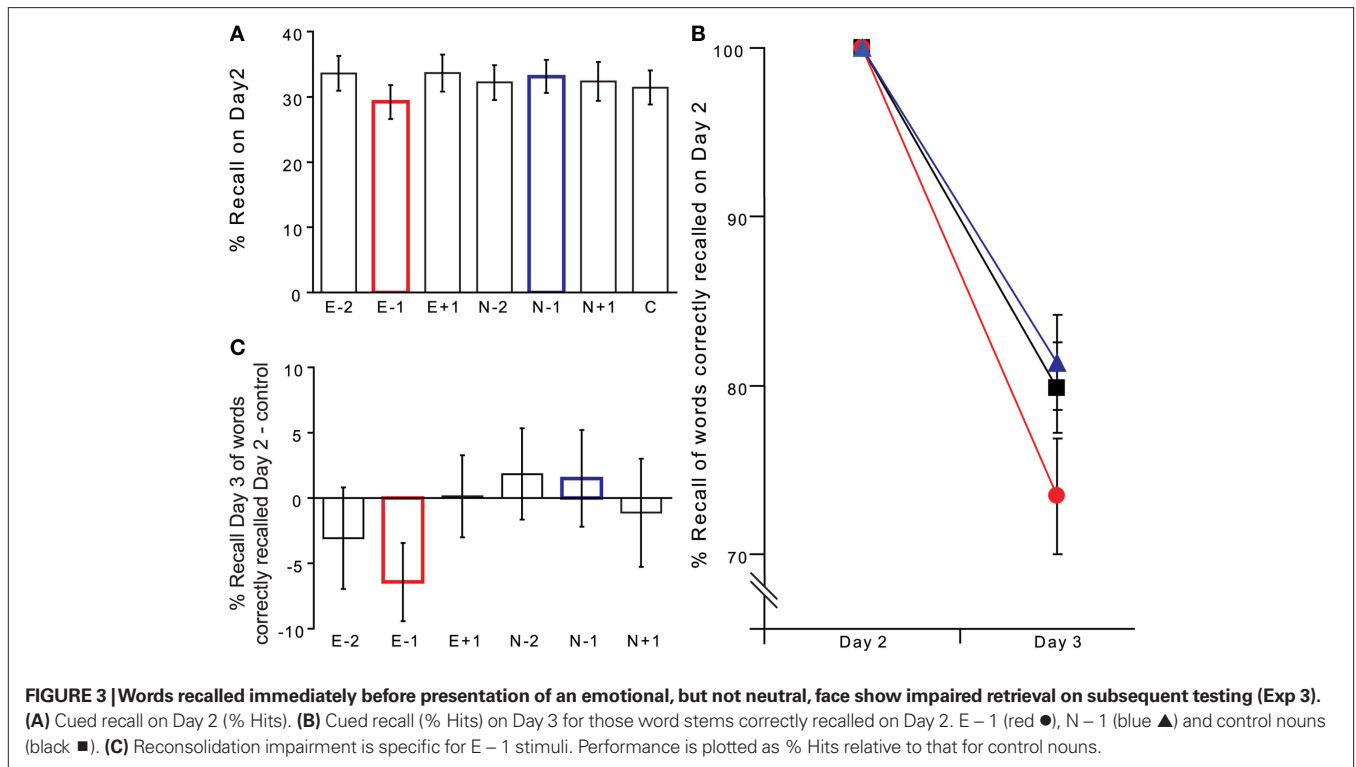 A
% Recall on Day2
40
30
20
10
0
E-2 E-1 E+1 N-2 N-1 N+1 C
B
% Recall of words correctly recalled on Day 2
100
90
80
70
Day 2 Day 3
C
% Recall Day 3 of words
correctly recalled Day 2 - control
10
5
0
-5
-10
E-2 E-1 E+1 N-2 N-1 N+1
FIGURE 3 | Words recalled immediately before presentation of an emotional, but not neutral, face show impaired retrieval on subsequent testing (Exp 3).
(A) Cued recall on Day 2 (% Hits). (B) Cued recall (% Hits) on Day 3 for those word stems correctly recalled on Day 2. E – 1 (red ●), N – 1 (blue ▲) and control nouns
(black ■). (C) Reconsolidation impairment is specific for E – 1 stimuli. Performance is plotted as % Hits relative to that for control nouns.